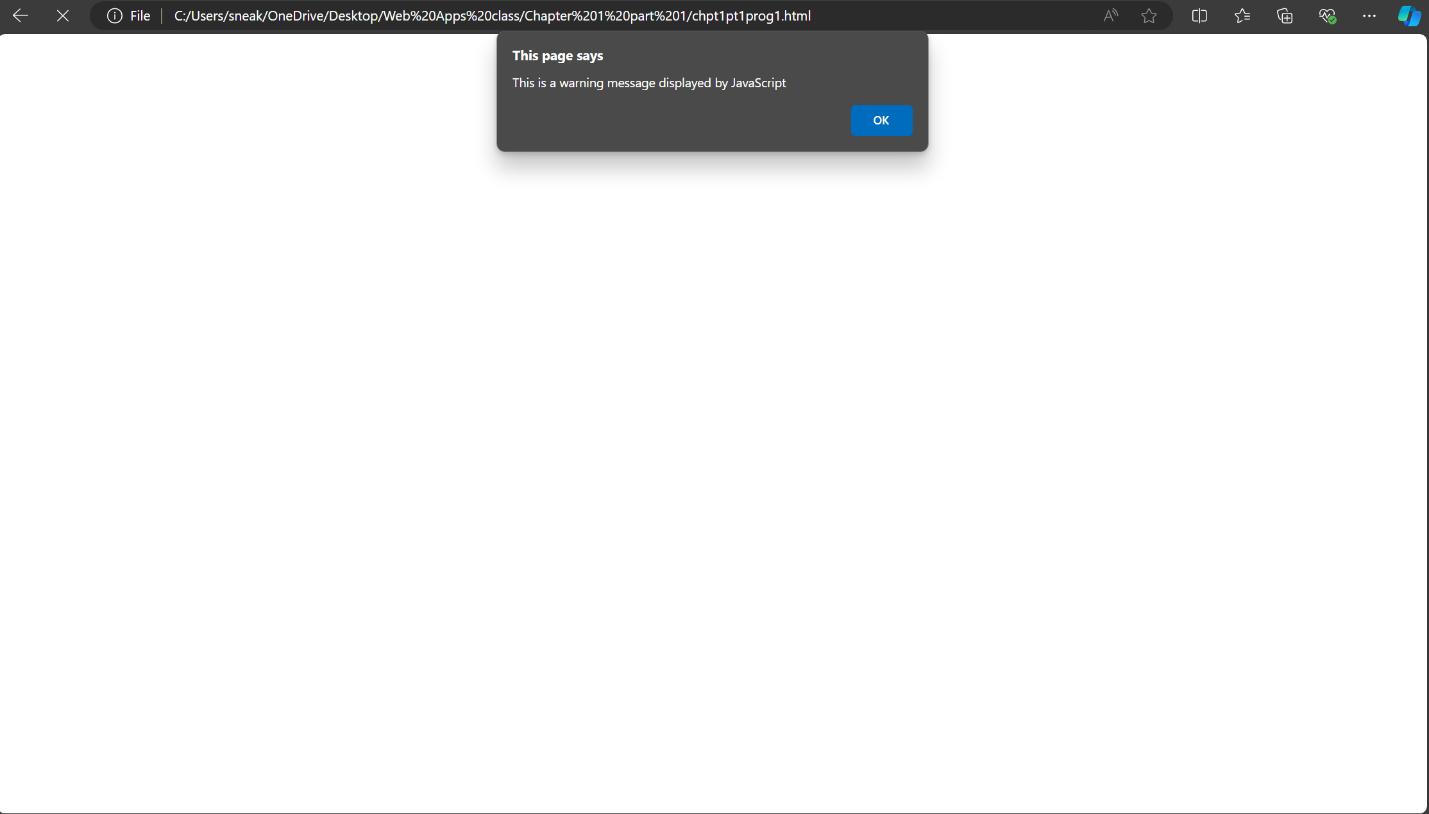 File
C:/Users/sneak/OneDrive/Desktop/Web%20Apps%20class/Chapter%201%20part%201/chpt1pt1prog1.html
This page says
This is a warning message displayed by JavaScript
OK